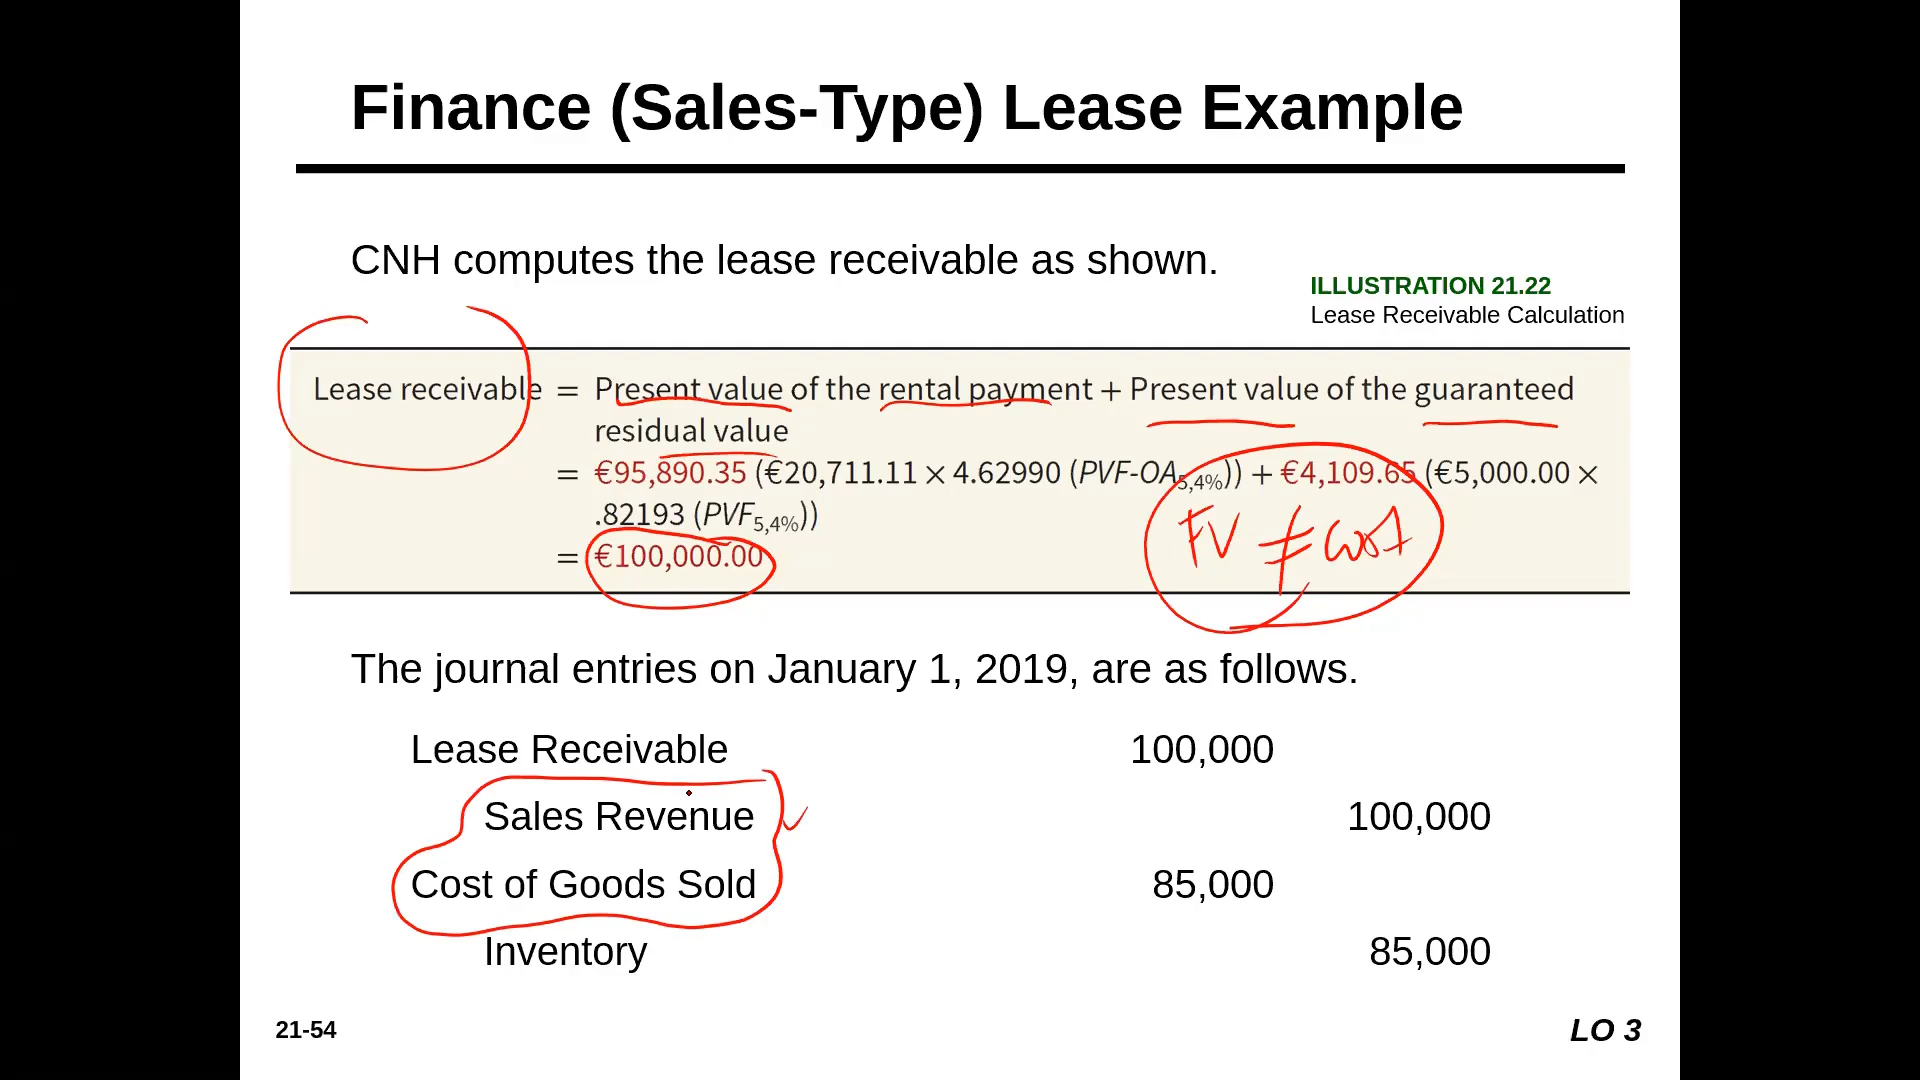 Finance (Sales-Type) Lease Example
CNH computes the lease receivable as shown.
ILLUSTRATION 21.22
Lease Receivable Calculation
Lease receivable = Present value of the rental payment + Present value of the guaranteed
residual value
= €95,890.35 (€20,711.11 × 4.62990 (PVF-OA5,4%)) + €4,109.65 (€5,000.00 ×
.82193 (PVF5,4%))
= €100,000.00
FV ≠ cost
The journal entries on January 1, 2019, are as follows.
Lease Receivable 100,000
Sales Revenue 100,000
Cost of Goods Sold 85,000
Inventory 85,000
21-54
LO 3